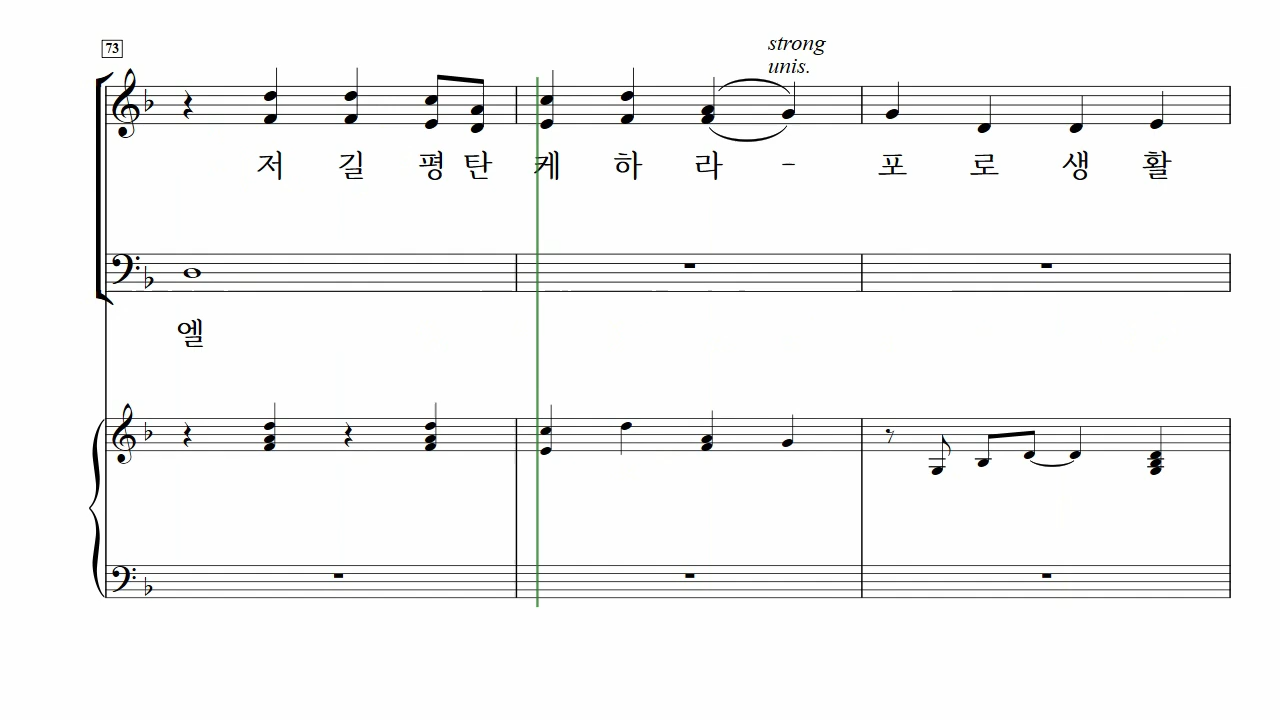 73
strong
unis.
저 길 평 탄 케 하 라 - 포 로 생 활
엘